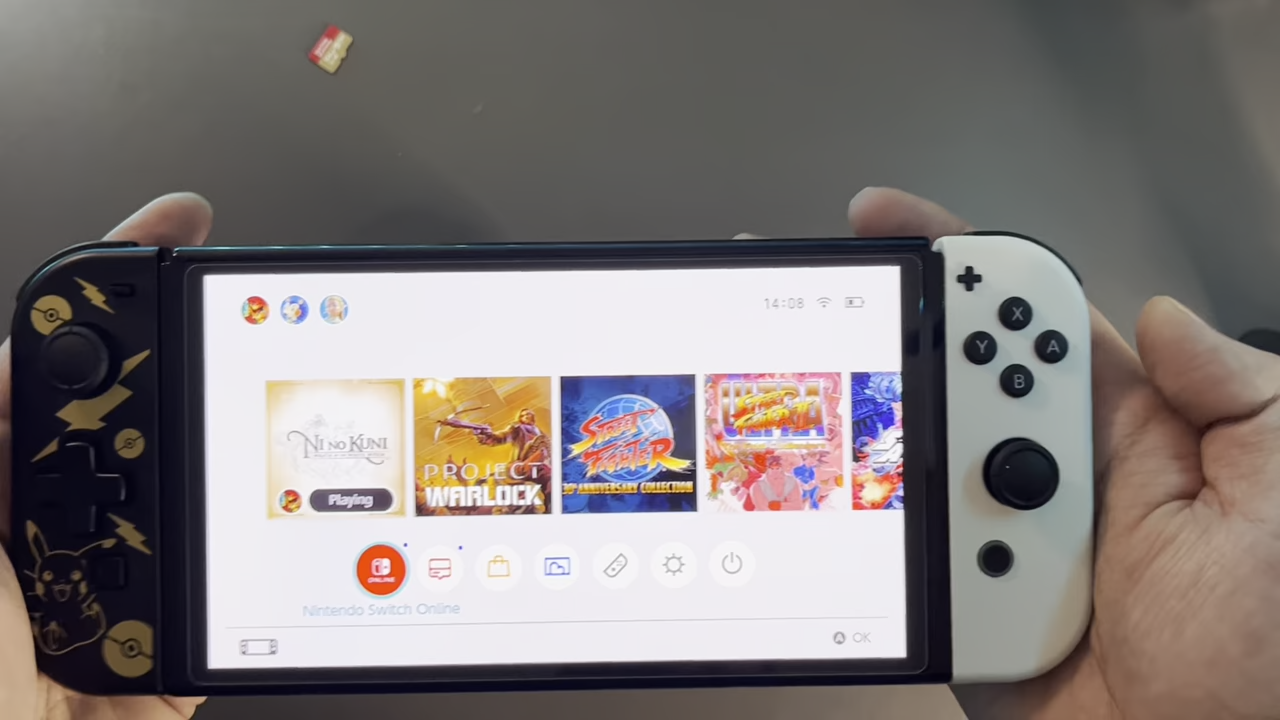 14:08
NI NO KUNI
Playing
PROJECT
WARLOCK
STREET
FIGHTER
30TH ANNIVERSARY COLLECTION
ULTRA
STREET
FIGHTER II
ONLINE
Nintendo Switch Online
A OK
X
Y
A
B